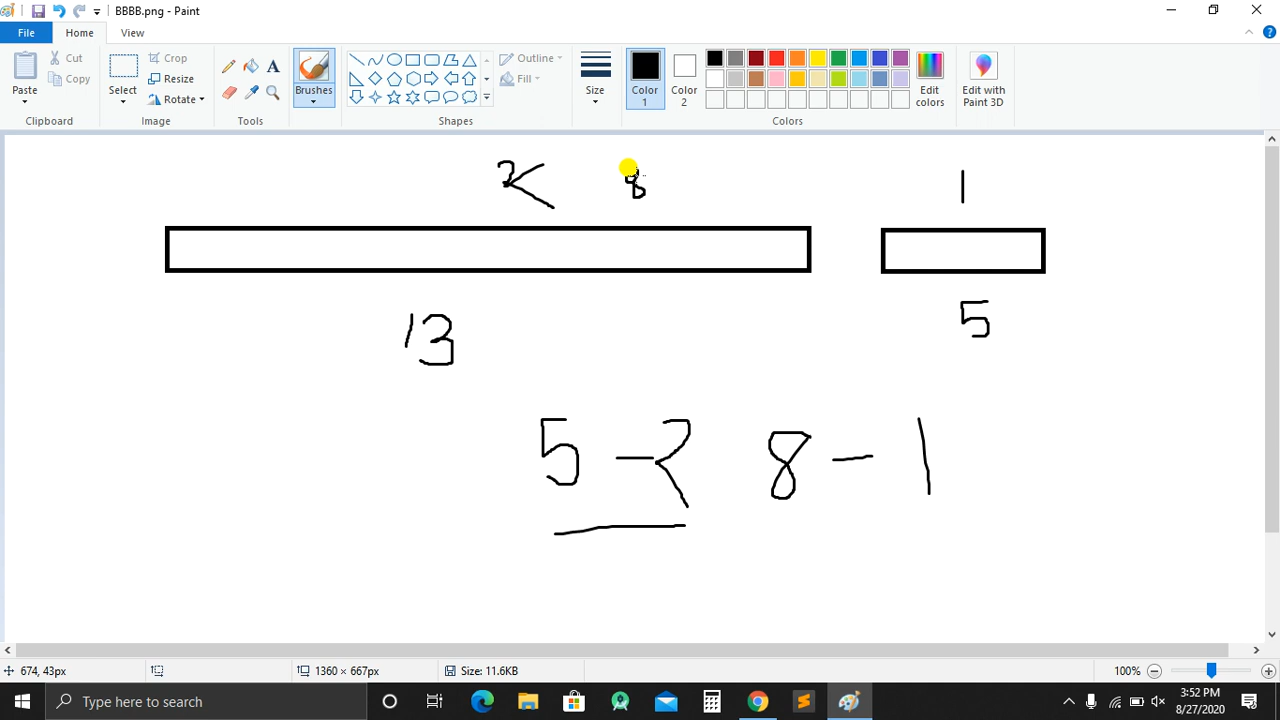 BBBB.png - Paint
File Home View
Paste
Cut
Copy
Clipboard
Select
Crop
Resize
Rotate
Image
A
Tools
Brushes
Shapes
Outline
Fill
Size
Color 1
Color 2
Colors
Edit colors
Edit with Paint 3D
8 1
13 5
5 - 2 8 - 1
674, 43px
1360 × 667px
Size: 11.6KB
100%
Type here to search
3:52 PM
8/27/2020